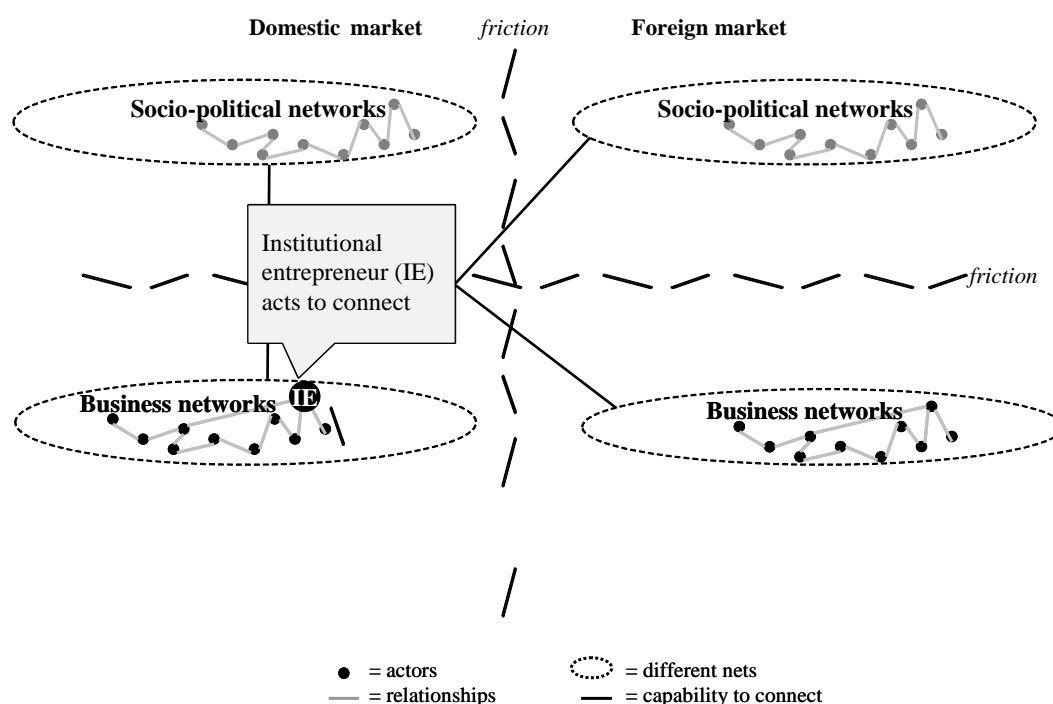 Domestic market
friction
Foreign market
Socio-political networks
Socio-political networks
Institutional
entrepreneur (IE)
acts to connect
friction
IE
Business networks
Business networks
= actors
= different nets
= relationships
= capability to connect